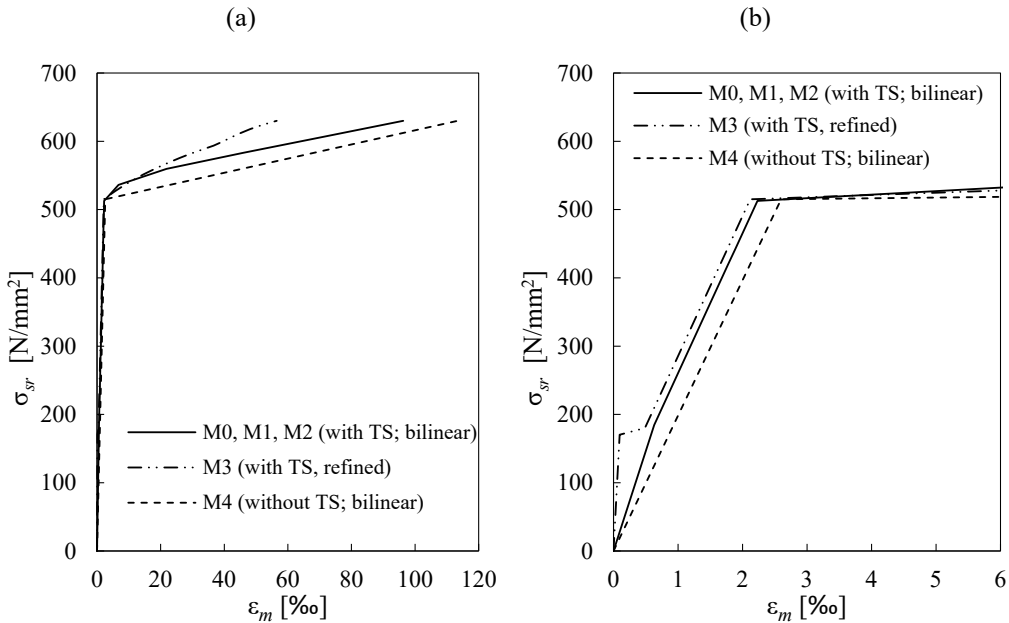 (a)
700
600
500
400
300
200
100
0
σsr [N/mm²]
M0, M1, M2 (with TS; bilinear)
M3 (with TS, refined)
M4 (without TS; bilinear)
0 20 40 60 80 100 120
εm [‰]
(b)
700
600
500
400
300
200
100
0
σsr [N/mm²]
M0, M1, M2 (with TS; bilinear)
M3 (with TS, refined)
M4 (without TS; bilinear)
0 1 2 3 4 5 6
εm [‰]